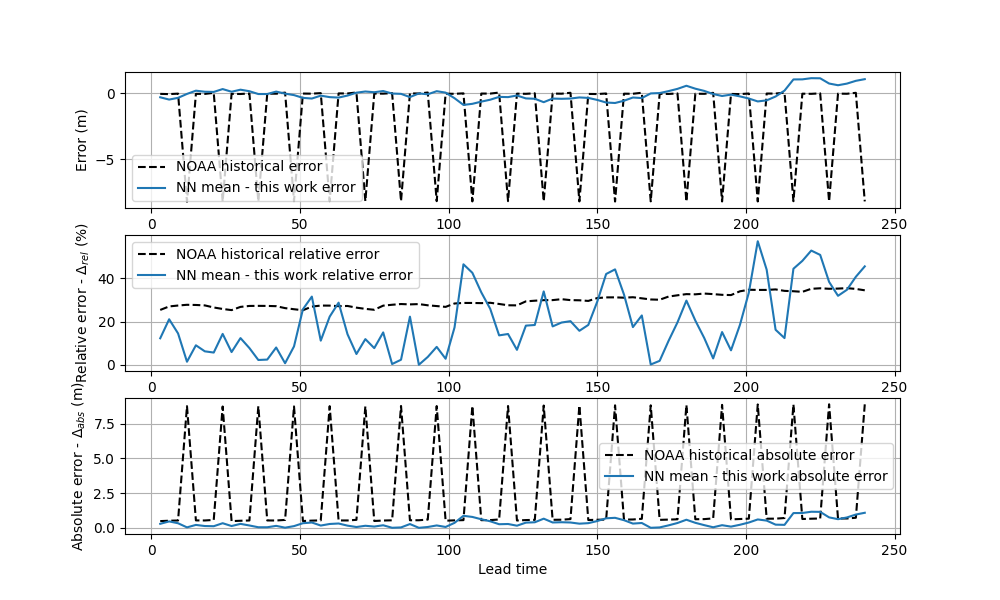 0
−5
Error (m)
NOAA historical error
NN mean - this work error
0 50 100 150 200 250
40
20
0
Relative error - Δrel (%)
NOAA historical relative error
NN mean - this work relative error
0 50 100 150 200 250
7.5
5.0
2.5
0.0
Absolute error - Δabs (m)
NOAA historical absolute error
NN mean - this work absolute error
0 50 100 150 200 250
Lead time